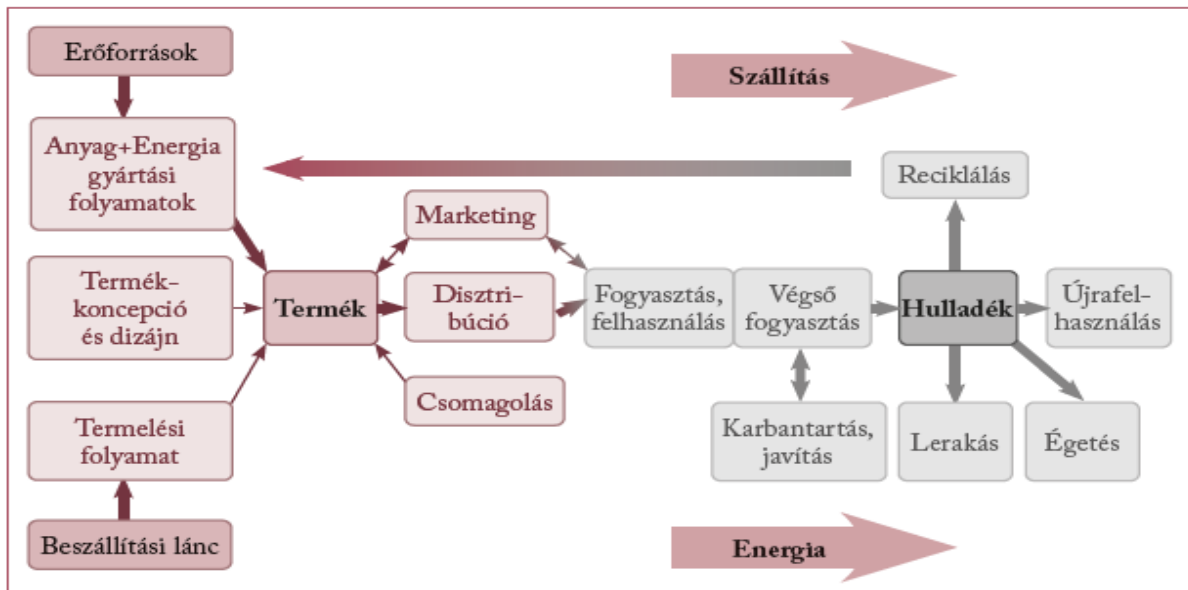 Erőforrások
Szállítás
Anyag+Energia
gyártási
folyamatok
Reciklálás
Marketing
Termék-
koncepció
és dizájn
Termék
Disztri-
búció
Fogyasztás,
felhasználás
Végső
fogyasztás
Hulladék
Újrafel-
használás
Csomagolás
Termelési
folyamat
Karbantartás,
javítás
Lerakás
Égetés
Beszállítási lánc
Energia